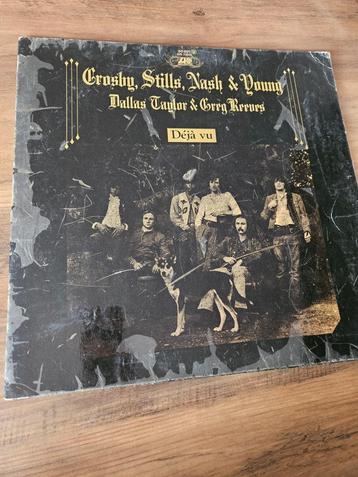 Crosby, Stills, Nash & Young
Dallas Taylor & Greg Reeves
Déjà vu